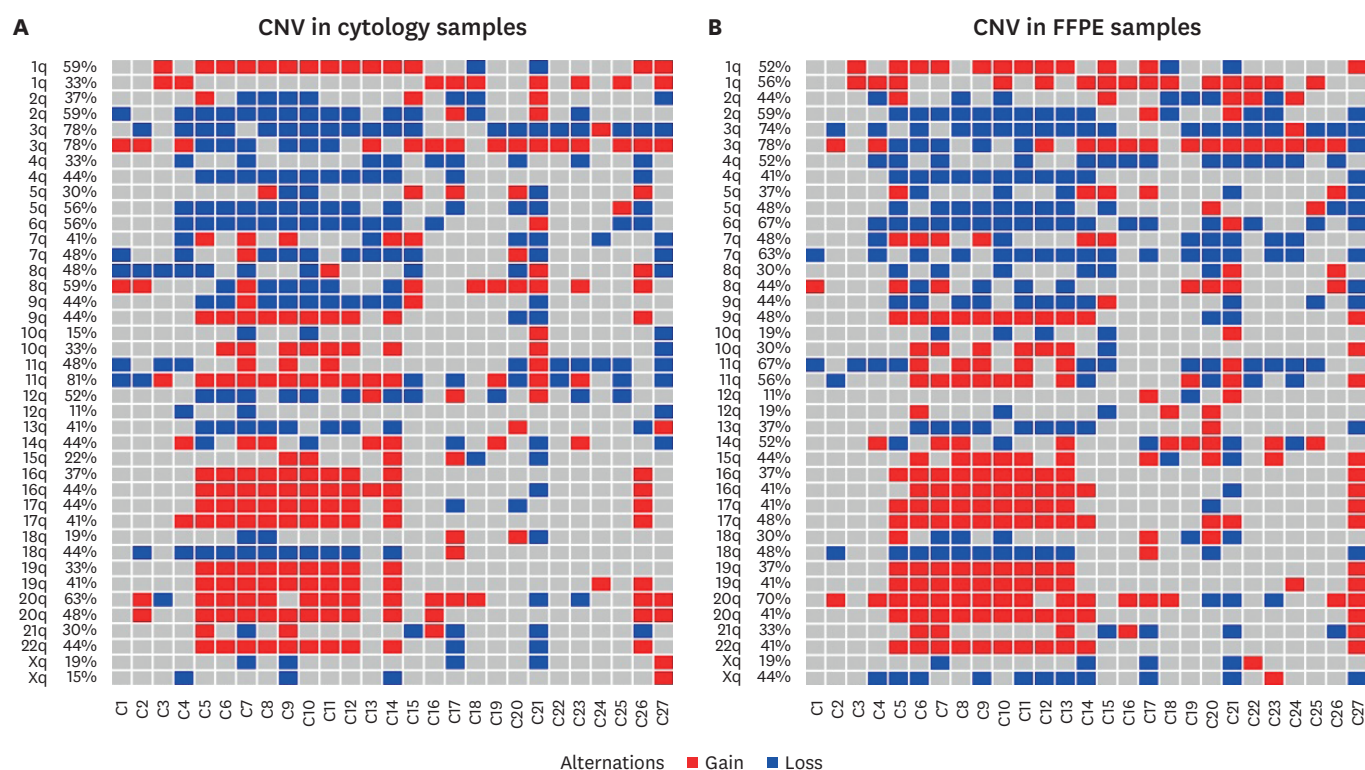 A CNV in cytology samples
1q 59%
1q 33%
2q 37%
2q 59%
3q 78%
3q 78%
4q 33%
4q 44%
5q 30%
5q 56%
6q 56%
7q 41%
7q 48%
8q 48%
8q 59%
9q 44%
9q 44%
10q 15%
10q 33%
11q 48%
11q 81%
12q 52%
12q 11%
13q 41%
14q 44%
15q 22%
16q 37%
16q 44%
17q 44%
17q 41%
18q 19%
18q 44%
19q 33%
19q 41%
20q 63%
20q 48%
21q 30%
22q 44%
Xq 19%
Xq 15%
C1 C2 C3 C4 C5 C6 C7 C8 C9 C10 C11 C12 C13 C14 C15 C16 C17 C18 C19 C20 C21 C22 C23 C24 C25 C26 C27
B CNV in FFPE samples
1q 52%
1q 56%
2q 44%
2q 59%
3q 74%
3q 78%
4q 52%
4q 41%
5q 37%
5q 48%
6q 67%
7q 48%
7q 63%
8q 30%
8q 44%
9q 44%
9q 48%
10q 19%
10q 30%
11q 67%
11q 56%
12q 11%
12q 19%
13q 37%
14q 52%
15q 44%
16q 37%
16q 41%
17q 41%
17q 48%
18q 30%
18q 48%
19q 37%
19q 41%
20q 70%
20q 41%
21q 33%
22q 41%
Xq 19%
Xq 44%
C1 C2 C3 C4 C5 C6 C7 C8 C9 C10 C11 C12 C13 C14 C15 C16 C17 C18 C19 C20 C21 C22 C23 C24 C25 C26 C27
Alternations Gain Loss